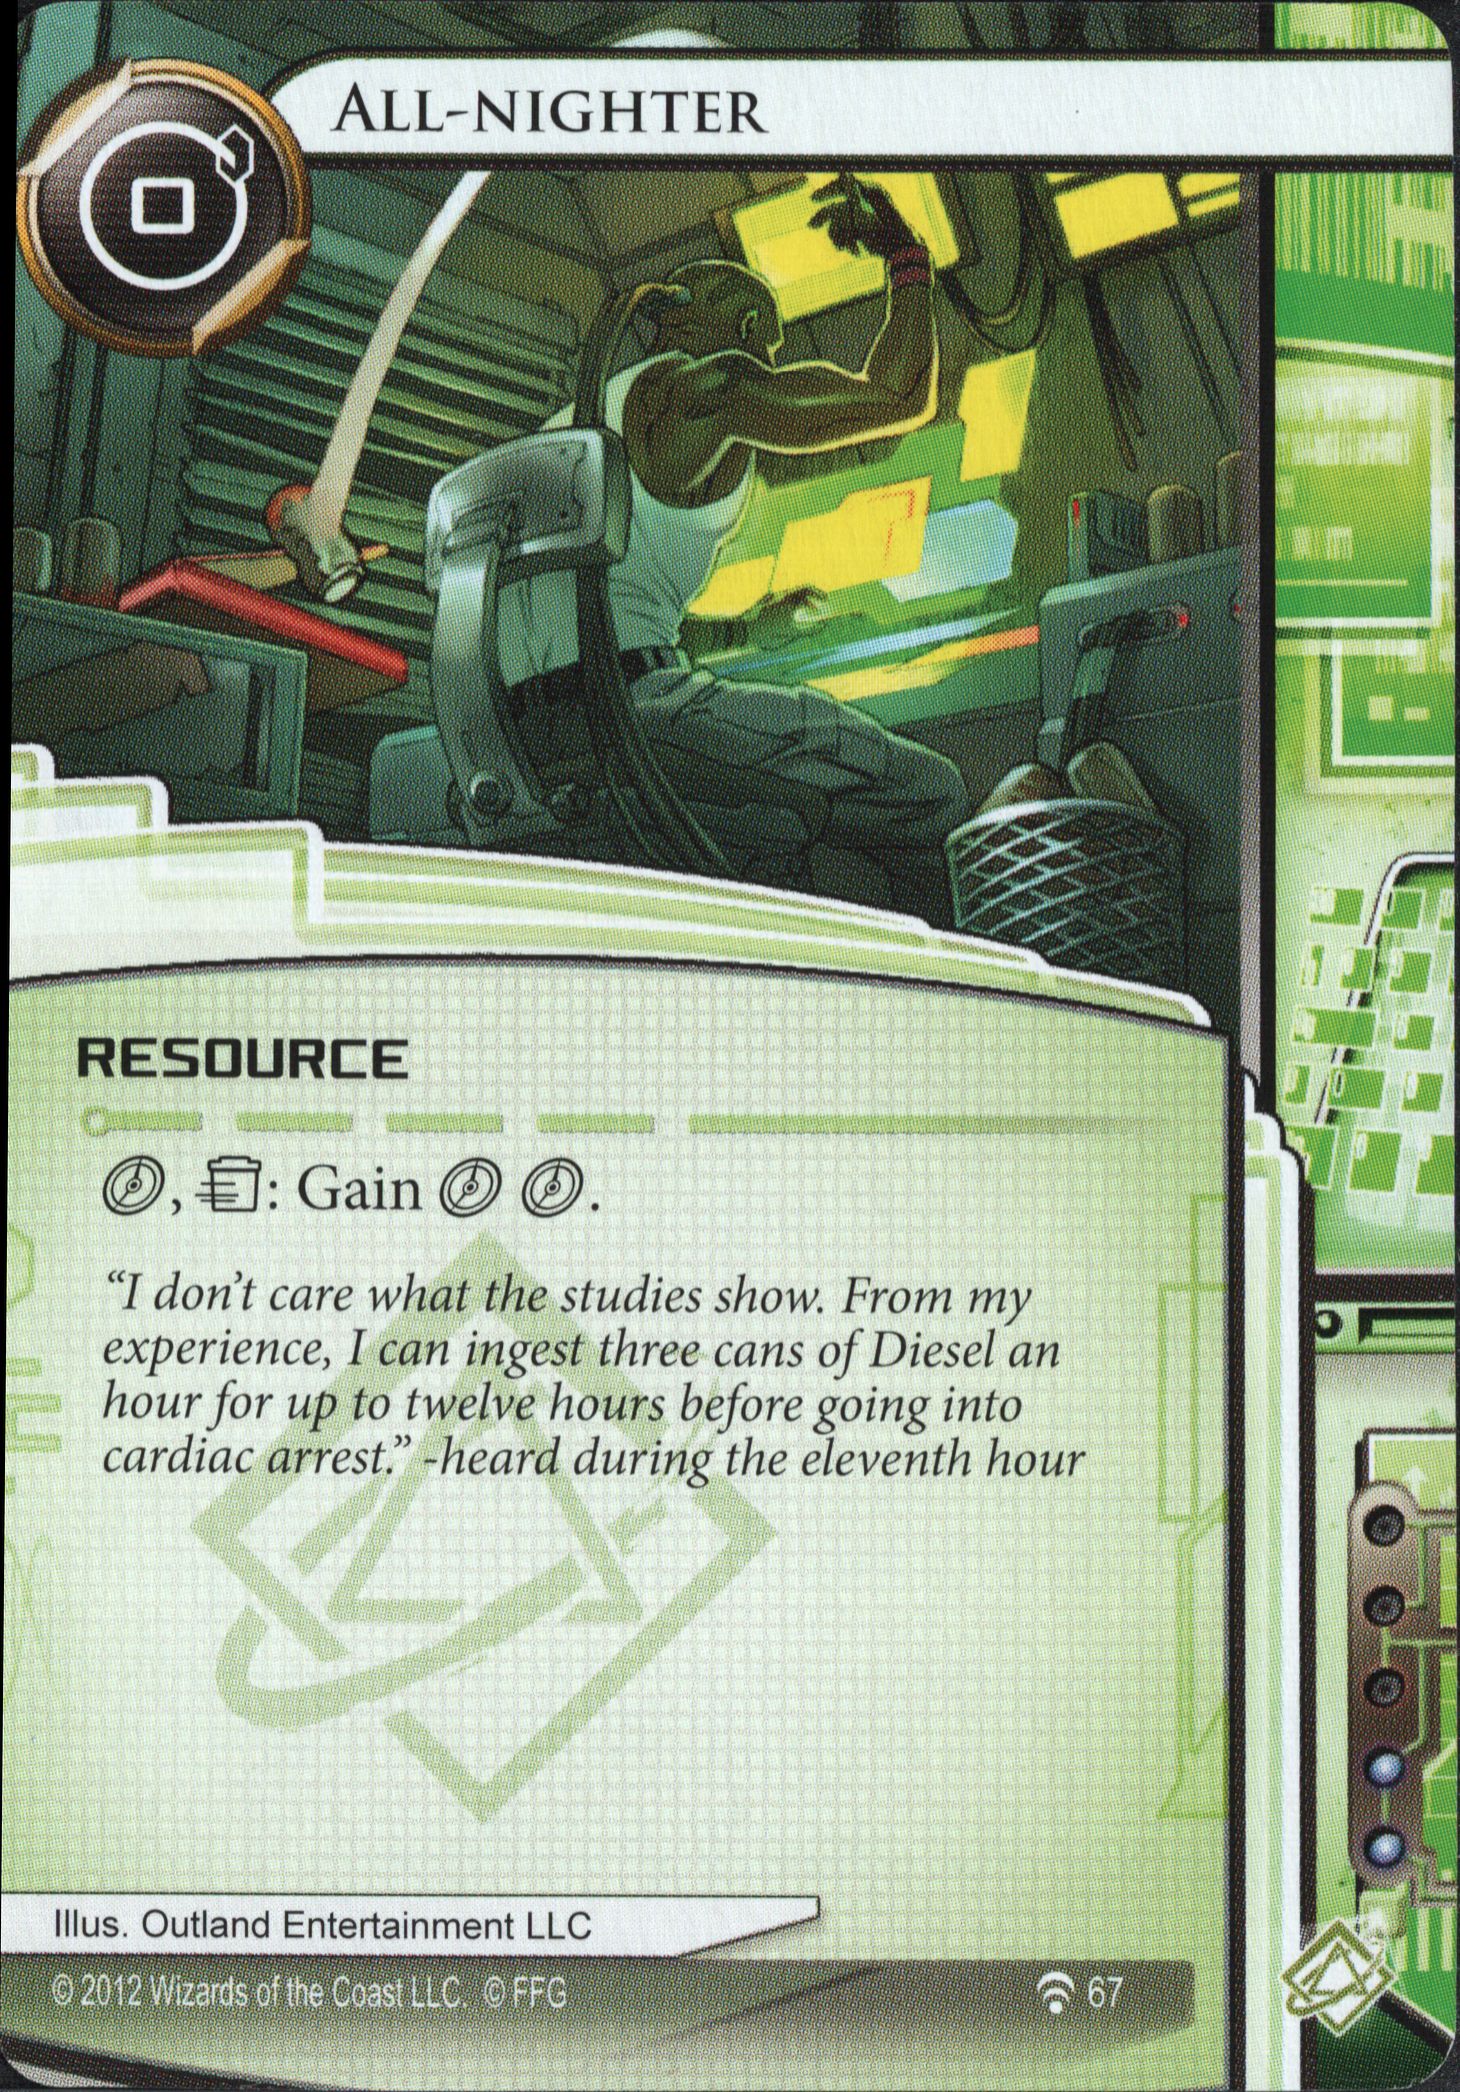 0
ALL-NIGHTER
RESOURCE
, : Gain .
“I don’t care what the studies show. From my
experience, I can ingest three cans of Diesel an
hour for up to twelve hours before going into
cardiac arrest.” -heard during the eleventh hour
Illus. Outland Entertainment LLC
© 2012 Wizards of the Coast LLC. © FFG
67